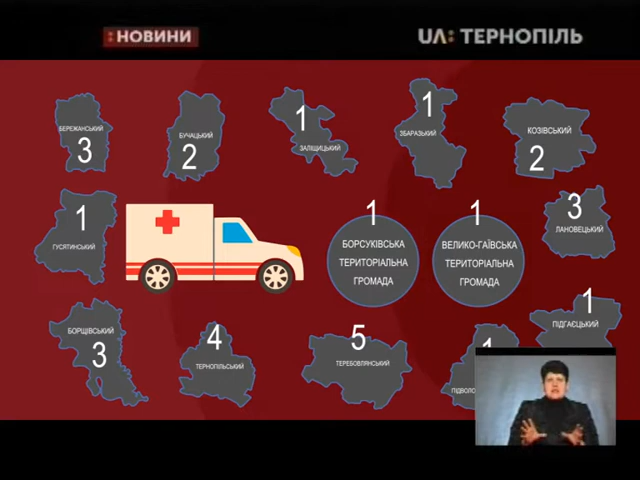 :НОВИНИ
UA: ТЕРНОПІЛЬ
БЕРЕЖАНСЬКИЙ
3
БУЧАЦЬКИЙ
2
1
ЗАЛІЩИЦЬКИЙ
1
ЗБАРАЗЬКИЙ
КОЗІВСЬКИЙ
2
1
ГУСЯТИНСЬКИЙ
1
БОРСУКІВСЬКА
ТЕРИТОРІАЛЬНА
ГРОМАДА
1
ВЕЛИКО-ГАЇВСЬКА
ТЕРИТОРІАЛЬНА
ГРОМАДА
3
ЛАНОВЕЦЬКИЙ
БОРЩІВСЬКИЙ
3
4
ТЕРНОПІЛЬСЬКИЙ
5
ТЕРЕБОВЛЯНСЬКИЙ
1
ПІДГАЄЦЬКИЙ